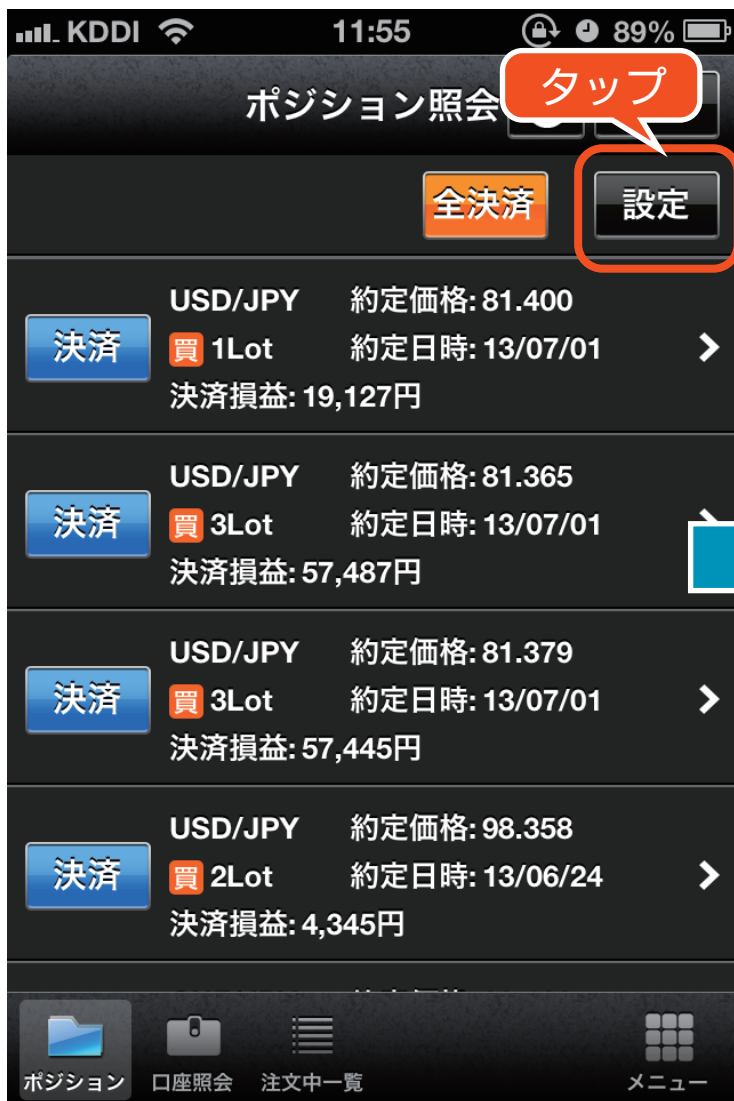 KDDI 11:55 89%
タップ
ポジション照会
全決済 設定
USD/JPY 約定価格: 81.400
決済 買 1Lot 約定日時: 13/07/01
決済損益: 19,127円
USD/JPY 約定価格: 81.365
決済 買 3Lot 約定日時: 13/07/01
決済損益: 57,487円
USD/JPY 約定価格: 81.379
決済 買 3Lot 約定日時: 13/07/01
決済損益: 57,445円
USD/JPY 約定価格: 98.358
決済 買 2Lot 約定日時: 13/06/24
決済損益: 4,345円
ポジション 口座照会 注文中一覧 メニュー